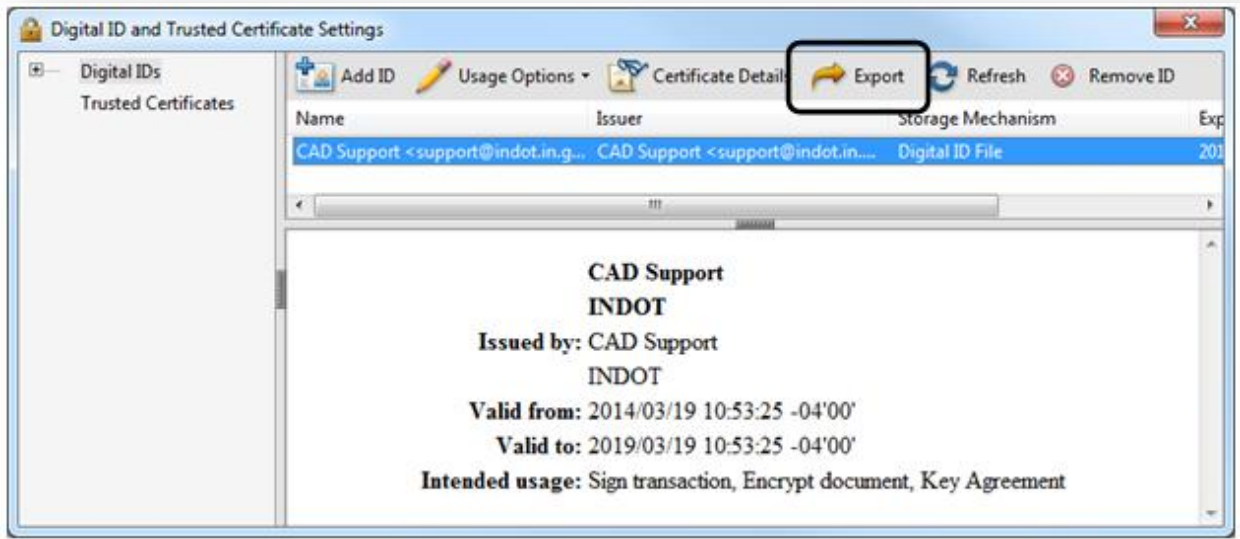 Digital ID and Trusted Certificate Settings
Digital IDs
Trusted Certificates
Add ID Usage Options Certificate Details Export Refresh Remove ID
Name Issuer Storage Mechanism Exp
CAD Support <support@indot.in.g... CAD Support <support@indot.in.... Digital ID File 201
CAD Support
INDOT
Issued by: CAD Support
INDOT
Valid from: 2014/03/19 10:53:25 -04'00'
Valid to: 2019/03/19 10:53:25 -04'00'
Intended usage: Sign transaction, Encrypt document, Key Agreement